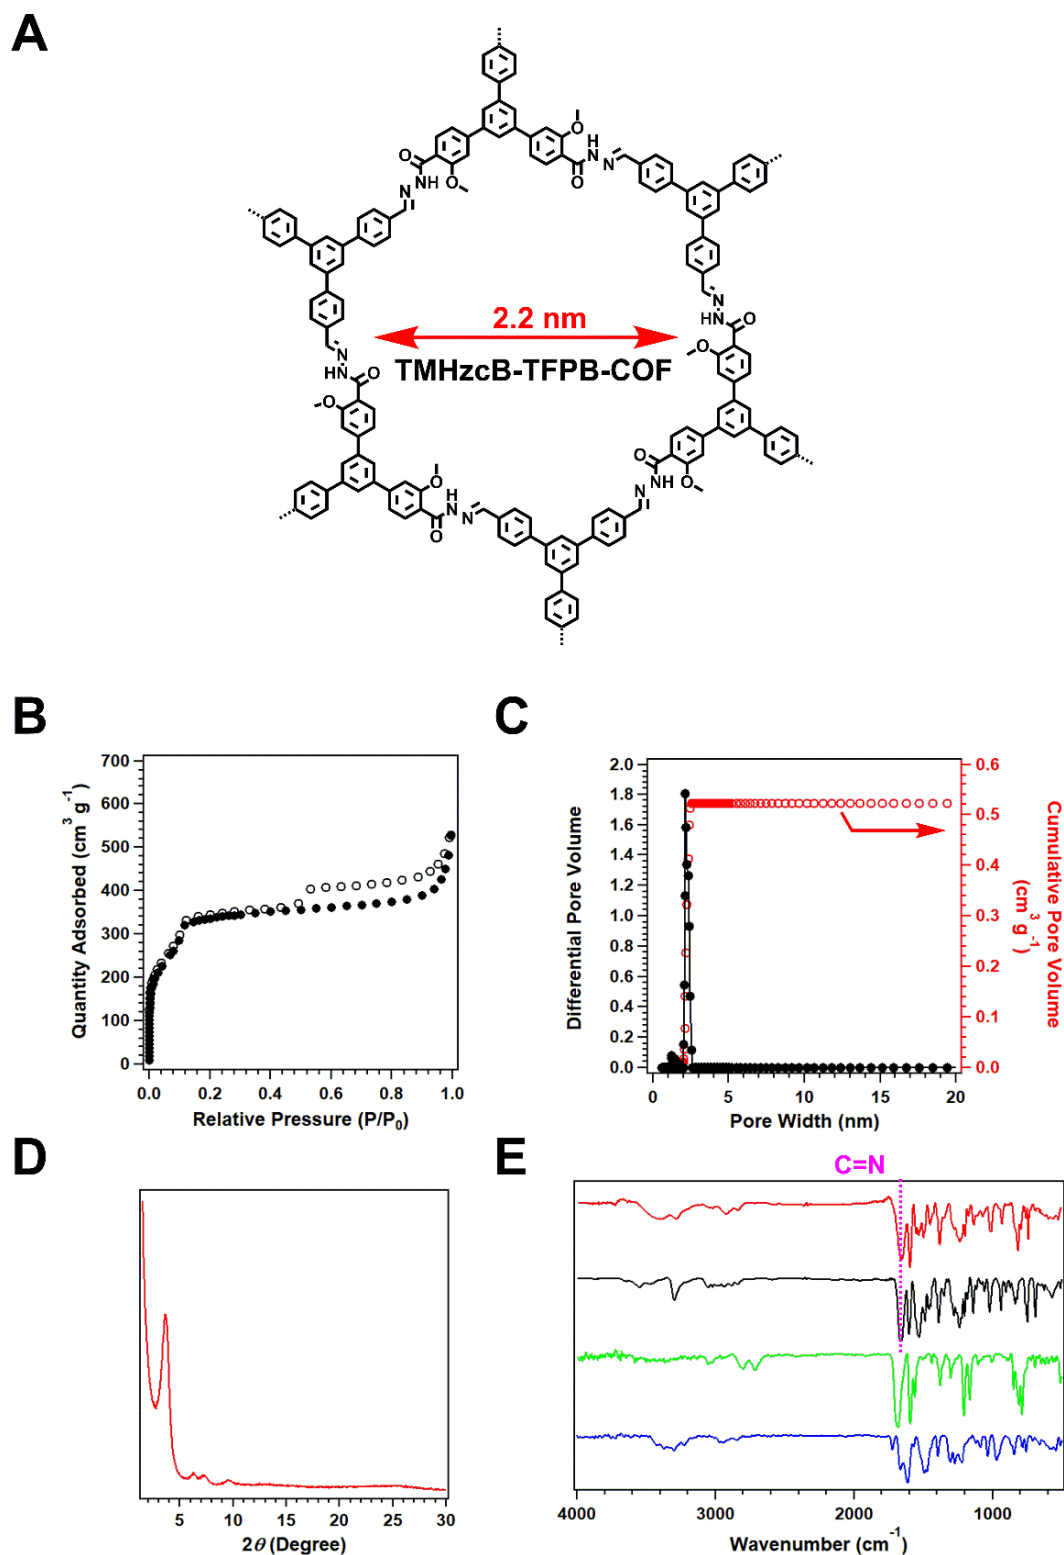 A
O
H
N
N
O
O
N
NH
O
2.2 nm
TMHzcB-TFPB-COF
N
HN
O
O
N
HN
O
O
O
N
NH
O
O
H
N
N
O
B
Quantity Adsorbed (cm³ g⁻¹)
700
600
500
400
300
200
100
0
0.0 0.2 0.4 0.6 0.8 1.0
Relative Pressure (P/P₀)
C
Differential Pore Volume
2.0
1.8
1.6
1.4
1.2
1.0
0.8
0.6
0.4
0.2
0.0
0.6
0.5
0.4
0.3
0.2
0.1
0.0
Cumulative Pore Volume
(cm³ g⁻¹)
0 5 10 15 20
Pore Width (nm)
D
5 10 15 20 25 30
2θ (Degree)
E
C=N
4000 3000 2000 1000
Wavenumber (cm⁻¹)